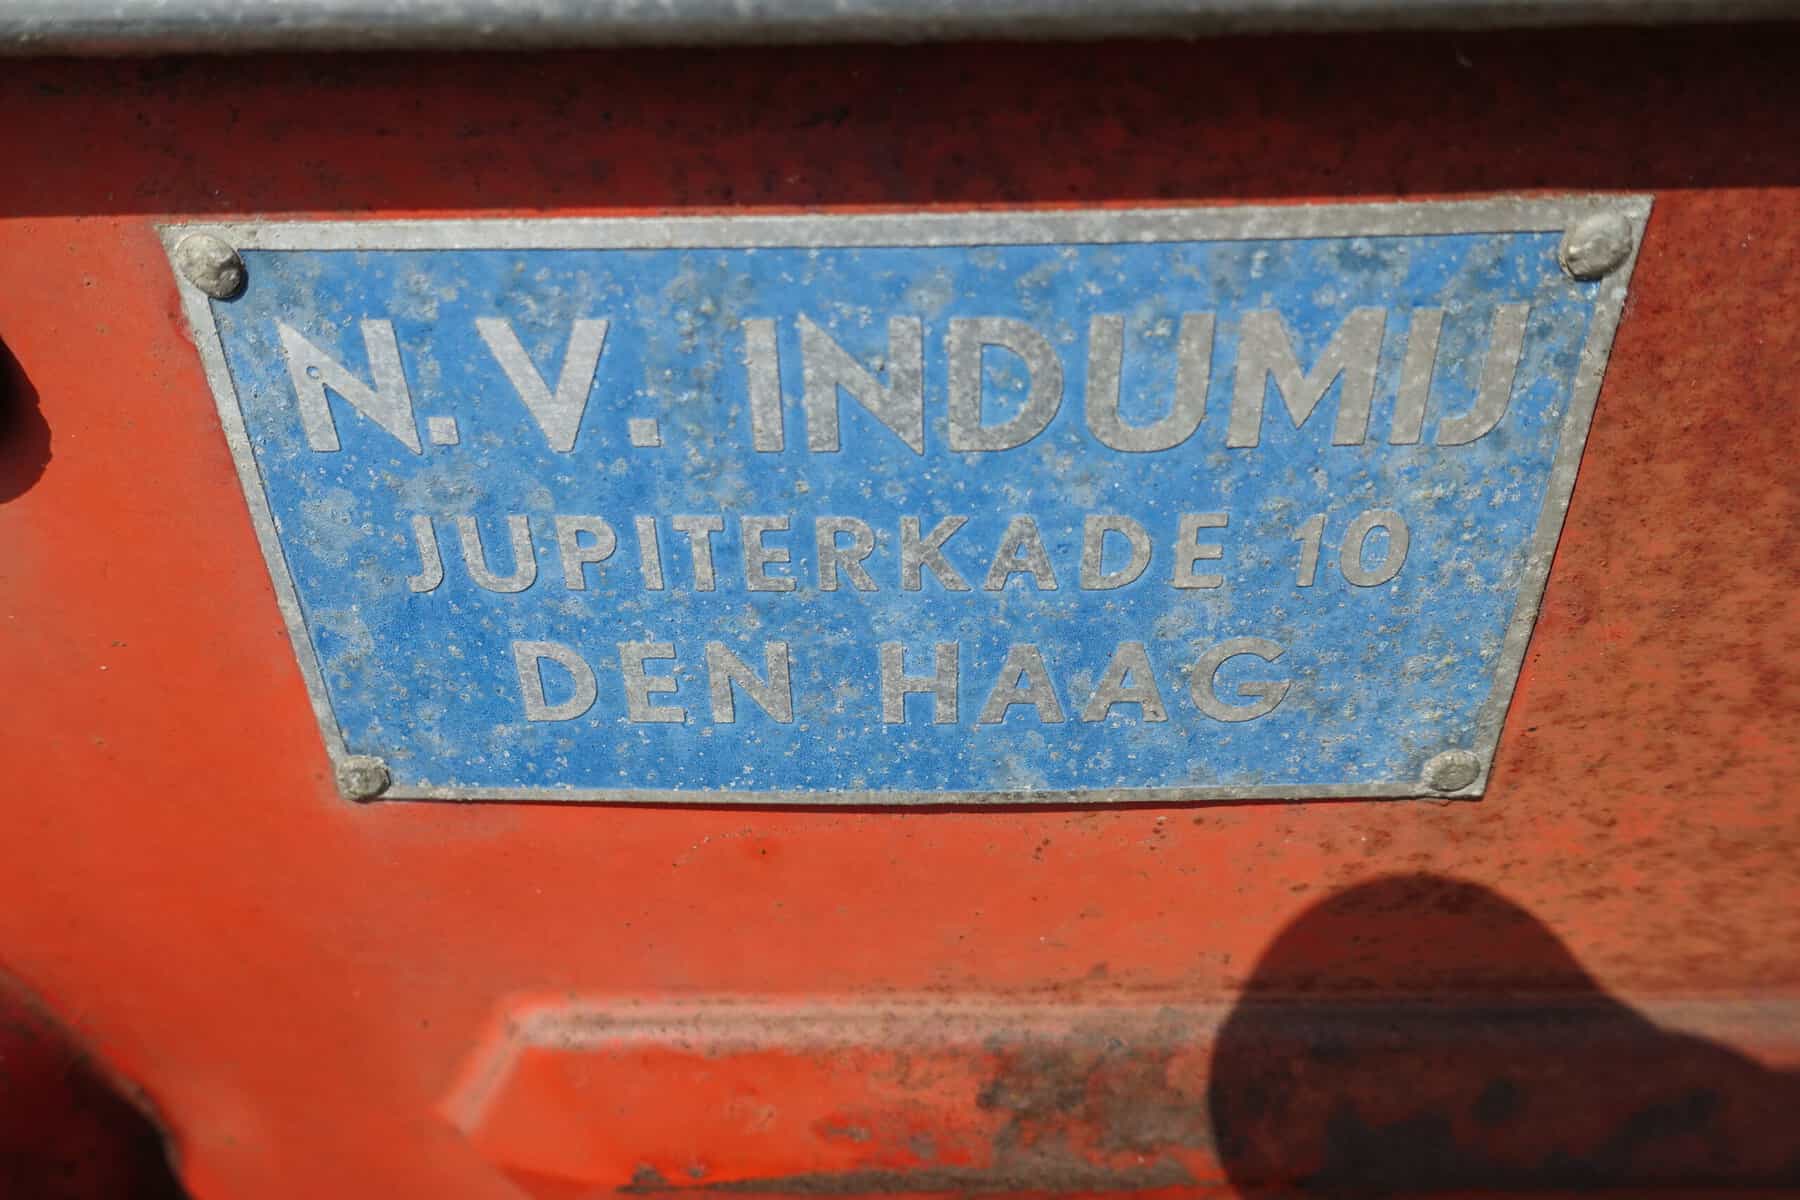 N.V. INDUMIJ
JUPITERKADE 10
DEN HAAG